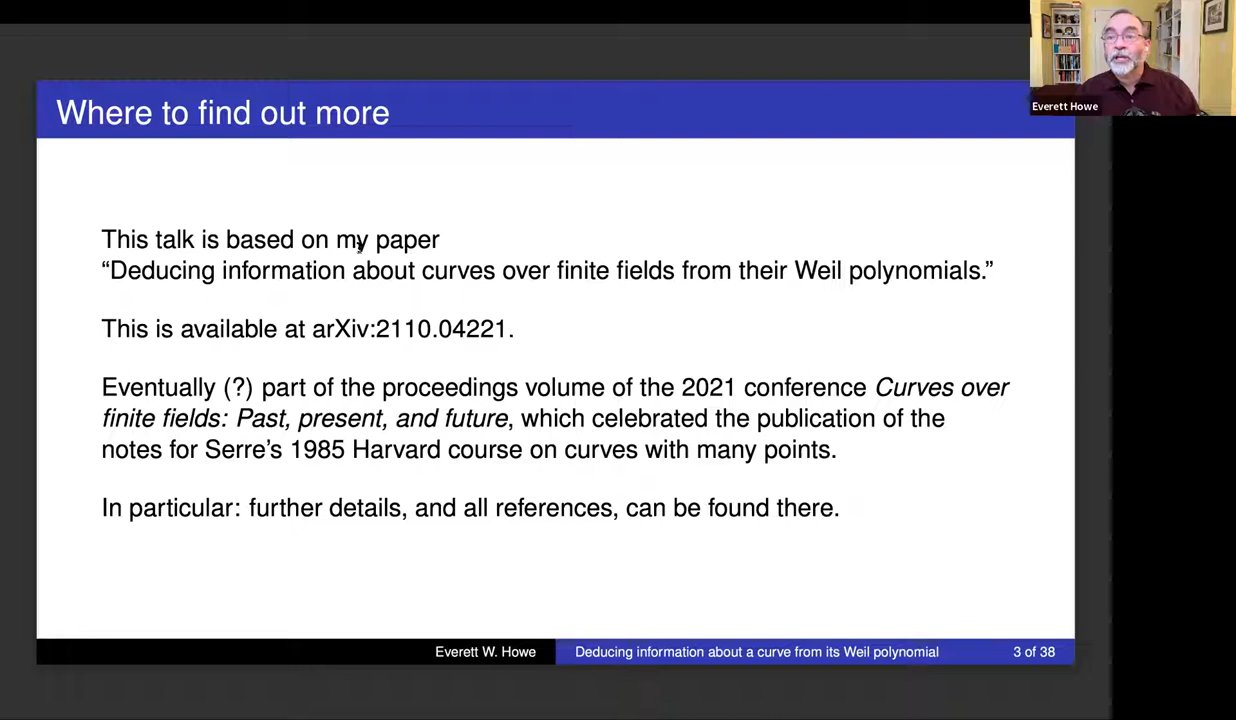 Where to find out more
Everett Howe
This talk is based on my paper
“Deducing information about curves over finite fields from their Weil polynomials.”
This is available at arXiv:2110.04221.
Eventually (?) part of the proceedings volume of the 2021 conference Curves over
finite fields: Past, present, and future, which celebrated the publication of the
notes for Serre’s 1985 Harvard course on curves with many points.
In particular: further details, and all references, can be found there.
Everett W. Howe
Deducing information about a curve from its Weil polynomial
3 of 38